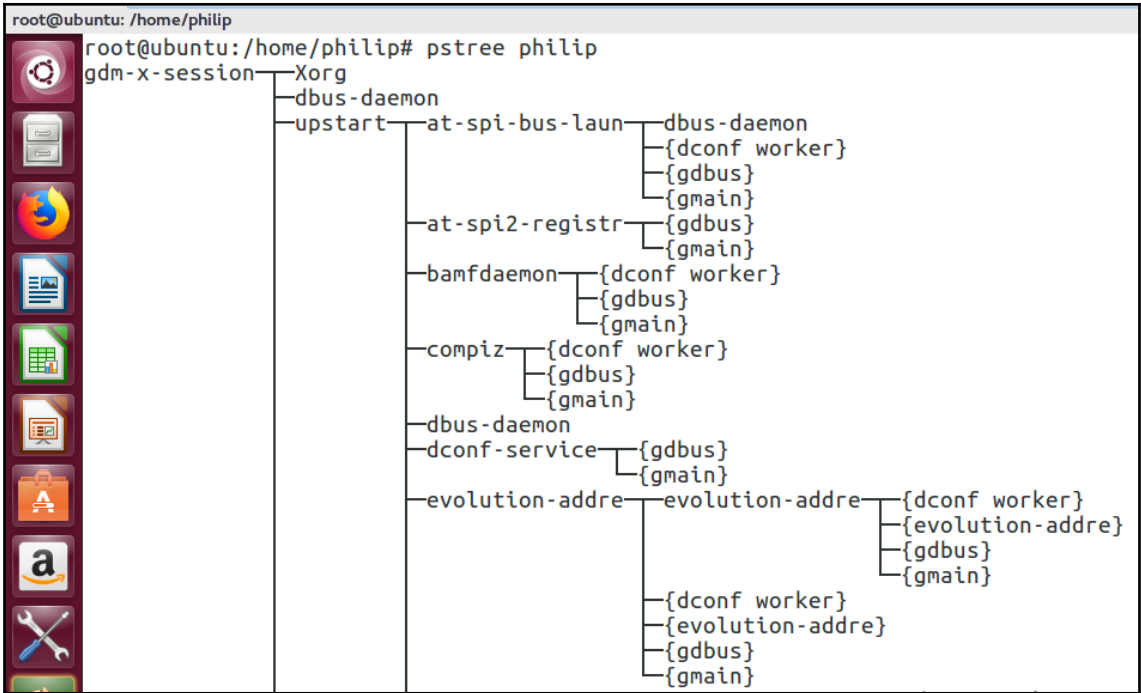 root@ubuntu: /home/philip
root@ubuntu:/home/philip# pstree philip
gdm-x-session─┬─Xorg
              ├─dbus-daemon
              ├─upstart─┬─at-spi-bus-laun─┬─dbus-daemon
                        │                 ├─{dconf worker}
                        │                 ├─{gdbus}
                        │                 └─{gmain}
                        ├─at-spi2-registr─┬─{gdbus}
                        │                 └─{gmain}
                        ├─bamfdaemon─┬─{dconf worker}
                        │            ├─{gdbus}
                        │            └─{gmain}
                        ├─compiz─┬─{dconf worker}
                        │        ├─{gdbus}
                        │        └─{gmain}
                        ├─dbus-daemon
                        ├─dconf-service─┬─{gdbus}
                        │               └─{gmain}
                        ├─evolution-addre─┬─evolution-addre─┬─{dconf worker}
                        │                 │                 ├─{evolution-addre}
                        │                 │                 ├─{gdbus}
                        │                 │                 └─{gmain}
                        │                 ├─{dconf worker}
                        │                 ├─{evolution-addre}
                        │                 ├─{gdbus}
                        │                 └─{gmain}